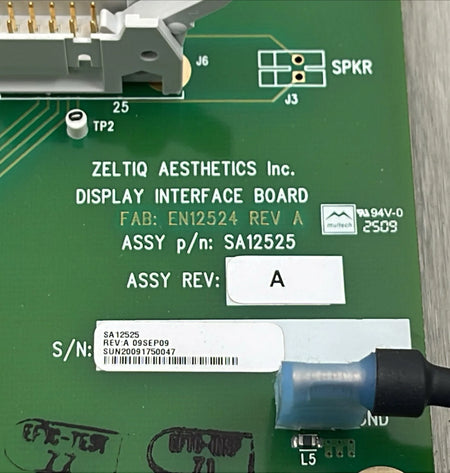 J6
SPKR
J3
25
TP2
ZELTIQ AESTHETICS Inc.
DISPLAY INTERFACE BOARD
FAB: EN12524 REV A
94V-0
multech
2509
ASSY p/n: SA12525
ASSY REV: A
SA12525
REV:A 09SEP09
S/N: SUN20091750047
L5